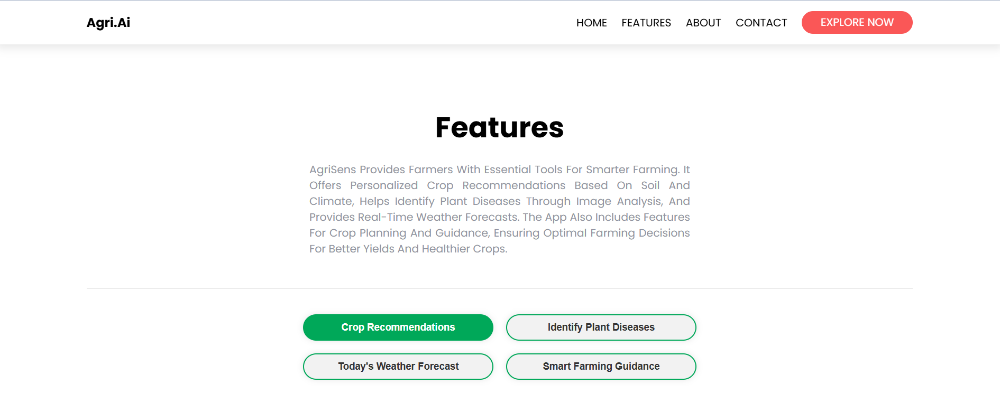 Agri.Ai
HOME FEATURES ABOUT CONTACT EXPLORE NOW
Features
AgriSens Provides Farmers With Essential Tools For Smarter Farming. It
Offers Personalized Crop Recommendations Based On Soil And
Climate, Helps Identify Plant Diseases Through Image Analysis, And
Provides Real-Time Weather Forecasts. The App Also Includes Features
For Crop Planning And Guidance, Ensuring Optimal Farming Decisions
For Better Yields And Healthier Crops.
Crop Recommendations
Identify Plant Diseases
Today's Weather Forecast
Smart Farming Guidance